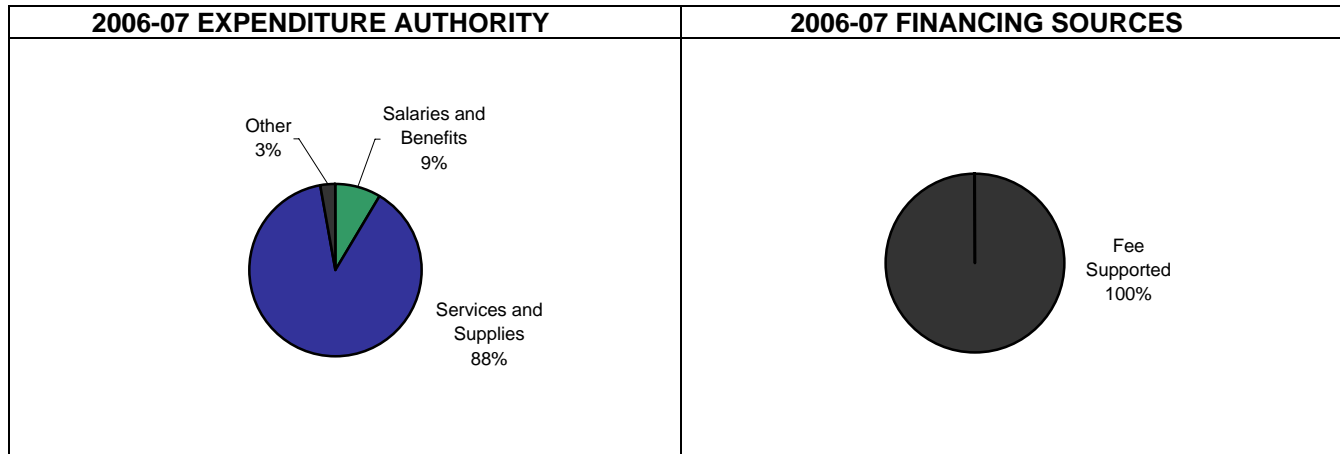 2006-07 EXPENDITURE AUTHORITY
Other
3%
Salaries and
Benefits
9%
Services and
Supplies
88%
2006-07 FINANCING SOURCES
Fee
Supported
100%